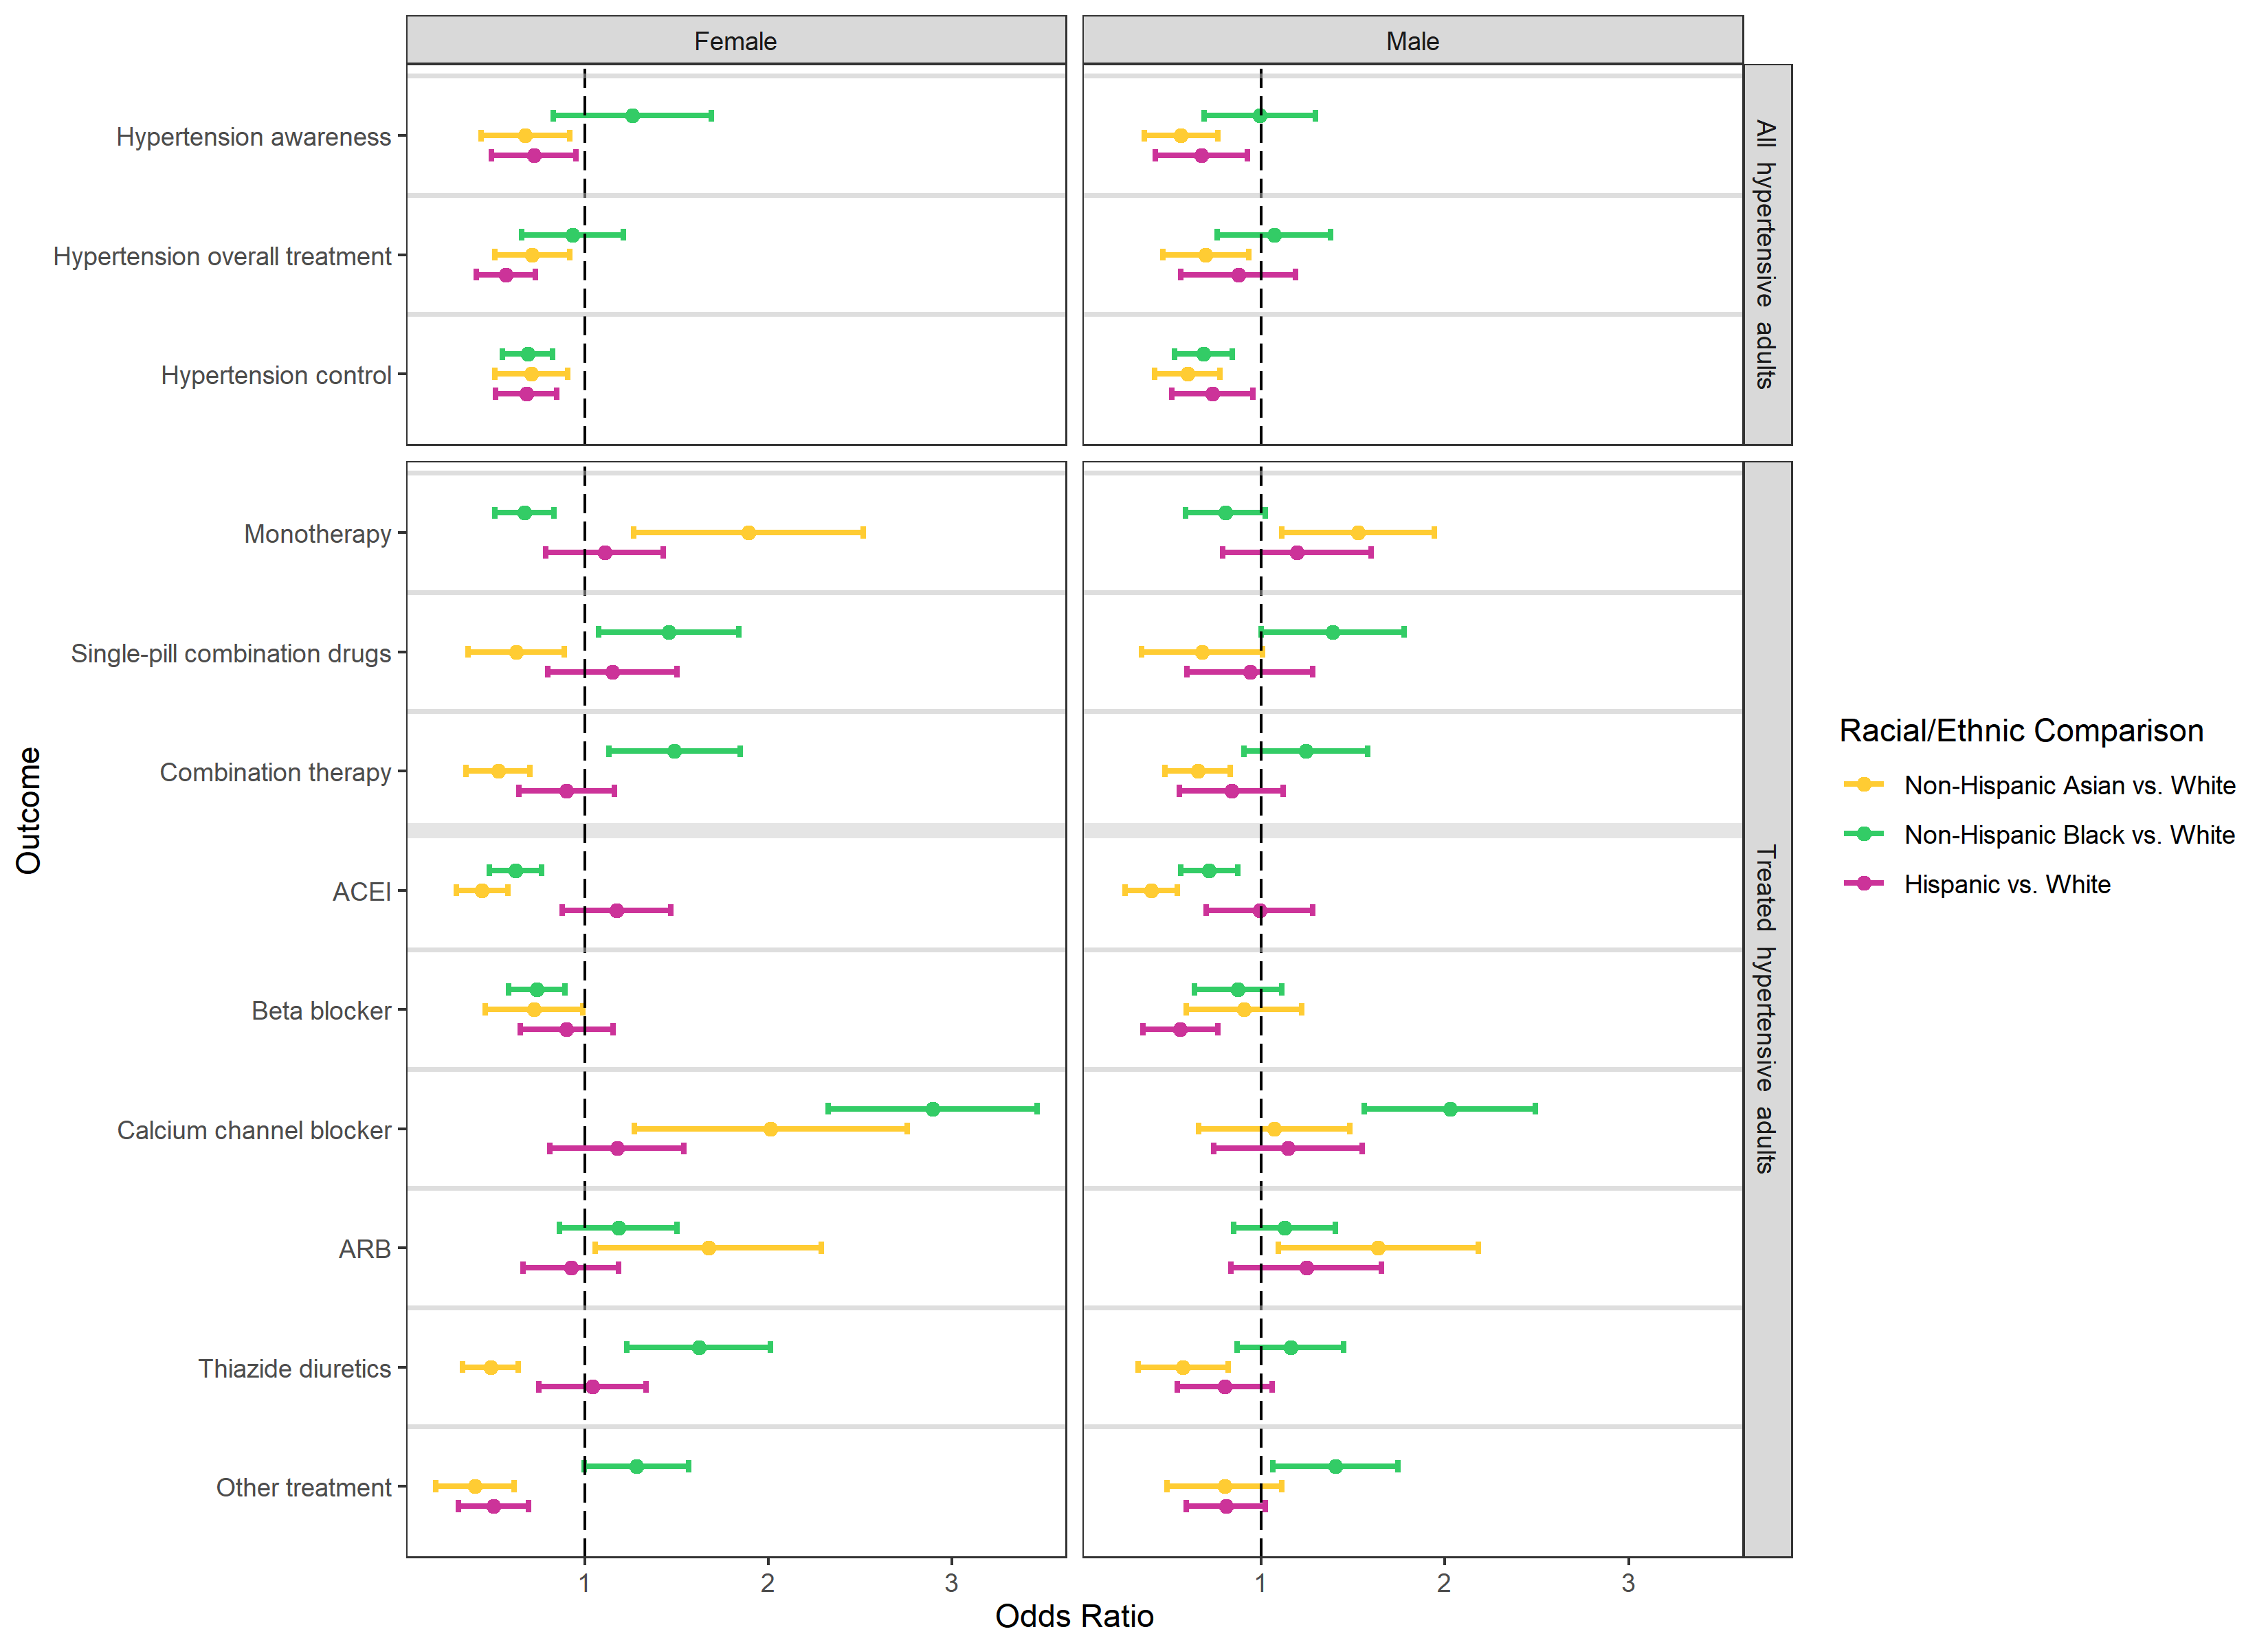 Female
Male
Hypertension awareness
Hypertension overall treatment
Hypertension control
All hypertensive adults
Monotherapy
Single-pill combination drugs
Combination therapy
ACEI
Beta blocker
Calcium channel blocker
ARB
Thiazide diuretics
Other treatment
Treated hypertensive adults
Outcome
1
2
3
1
2
3
Odds Ratio
Racial/Ethnic Comparison
Non-Hispanic Asian vs. White
Non-Hispanic Black vs. White
Hispanic vs. White